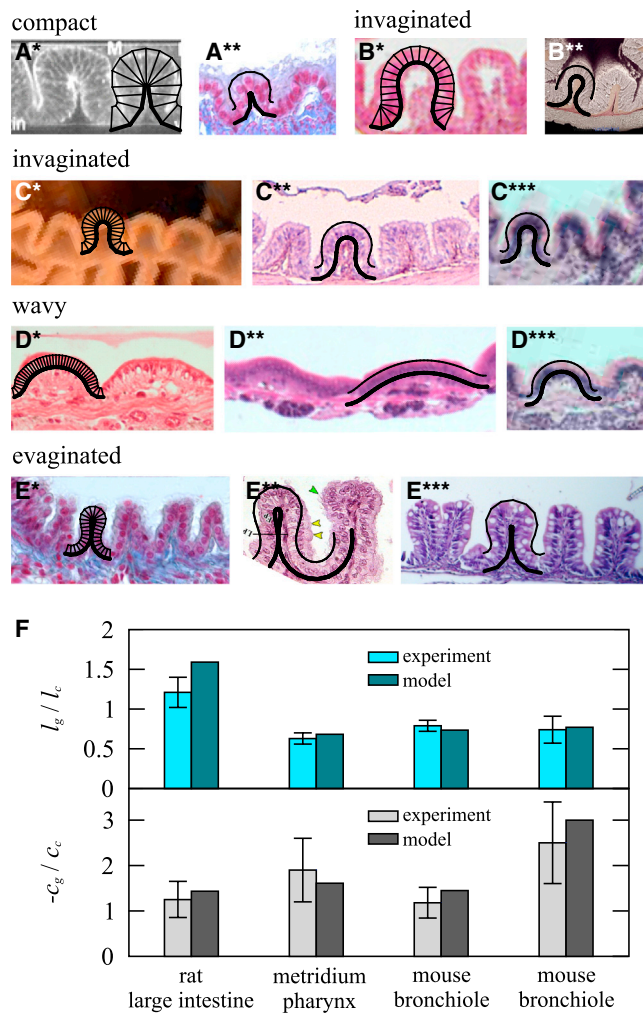 compact
invaginated
A*
M
In
A**
B*
B**
invaginated
C*
C**
C***
wavy
D*
D**
D***
evaginated
E*
E**
E***
F
2
1.5
1
0.5
0
l_g / l_c
experiment
model
3
2
1
0
-c_g / c_c
experiment
model
rat
large intestine
metridium
pharynx
mouse
bronchiole
mouse
bronchiole